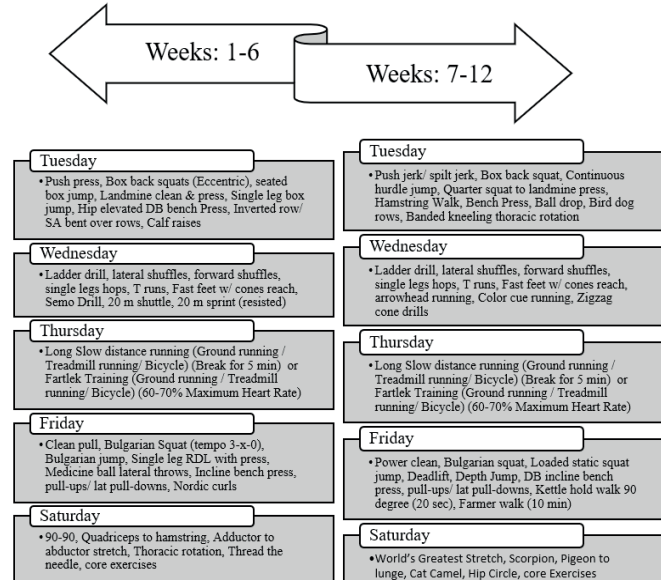 Weeks: 1-6
Weeks: 7-12
Tuesday
•Push press, Box back squats (Eccentric), seated
box jump, Landmine clean & press, Single leg box
jump, Hip elevated DB bench Press, Inverted row/
SA bent over rows, Calf raises
Wednesday
•Ladder drill, lateral shuffles, forward shuffles,
single legs hops, T runs, Fast feet w/ cones reach,
Semo Drill, 20 m shuttle, 20 m sprint (resisted)
Thursday
•Long Slow distance running (Ground running /
Treadmill running/ Bicycle) (Break for 5 min) or
Fartlek Training (Ground running / Treadmill
running/ Bicycle) (60-70% Maximum Heart Rate)
Friday
•Clean pull, Bulgarian Squat (tempo 3-x-0),
Bulgarian jump, Single leg RDL with press,
Medicine ball lateral throws, Incline bench press,
pull-ups/ lat pull-downs, Nordic curls
Saturday
•90-90, Quadriceps to hamstring, Adductor to
abductor stretch, Thoracic rotation, Thread the
needle, core exercises
Tuesday
•Push jerk/ spilt jerk, Box back squat, Continuous
hurdle jump, Quarter squat to landmine press,
Hamstring Walk, Bench Press, Ball drop, Bird dog
rows, Banded kneeling thoracic rotation
Wednesday
•Ladder drill, lateral shuffles, forward shuffles,
single legs hops, T runs, Fast feet w/ cones reach,
arrowhead running, Color cue running, Zigzag
cone drills
Thursday
•Long Slow distance running (Ground running /
Treadmill running/ Bicycle) (Break for 5 min) or
Fartlek Training (Ground running / Treadmill
running/ Bicycle) (60-70% Maximum Heart Rate)
Friday
•Power clean, Bulgarian squat, Loaded static squat
jump, Deadlift, Depth Jump, DB incline bench
press, pull-ups/ lat pull-downs, Kettle hold walk 90
degree (20 sec), Farmer walk (10 min)
Saturday
•World's Greatest Stretch, Scorpion, Pigeon to
lunge, Cat Camel, Hip Circle, core Exercises